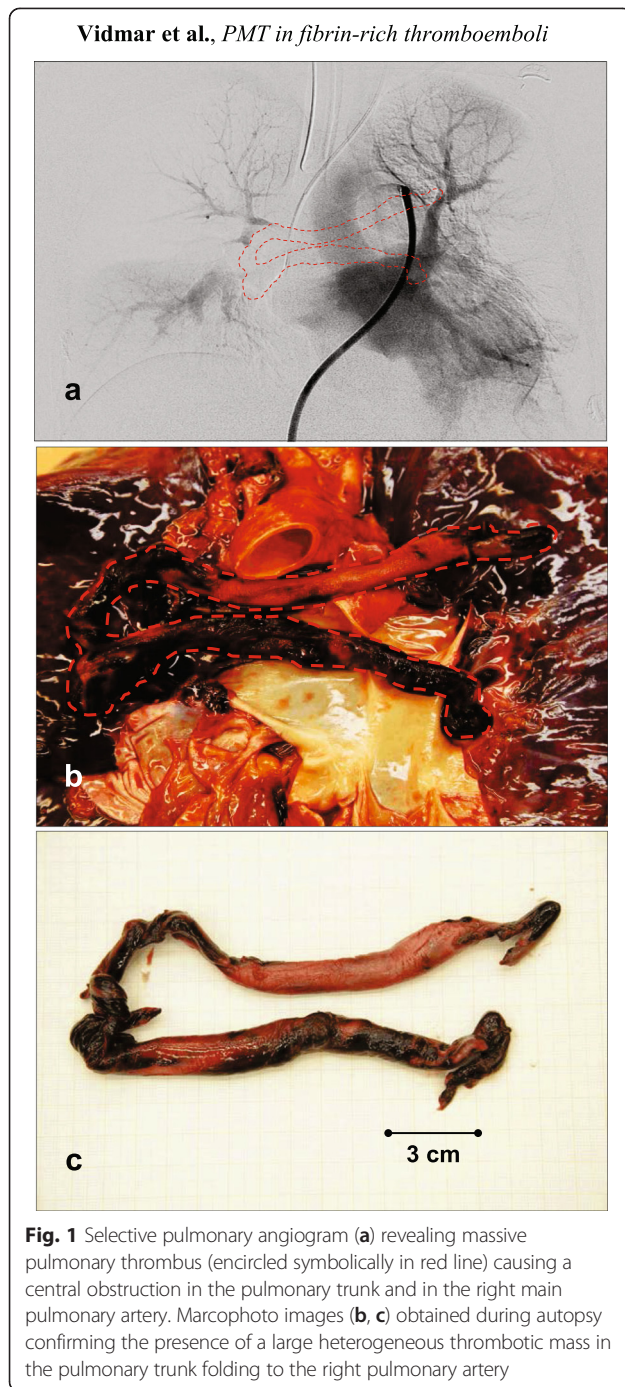 Vidmar et al., PMT in fibrin-rich thromboemboli
a
b
c
3 cm
Fig. 1 Selective pulmonary angiogram (a) revealing massive
pulmonary thrombus (encircled symbolically in red line) causing a
central obstruction in the pulmonary trunk and in the right main
pulmonary artery. Marcophoto images (b, c) obtained during autopsy
confirming the presence of a large heterogeneous thrombotic mass in
the pulmonary trunk folding to the right pulmonary artery